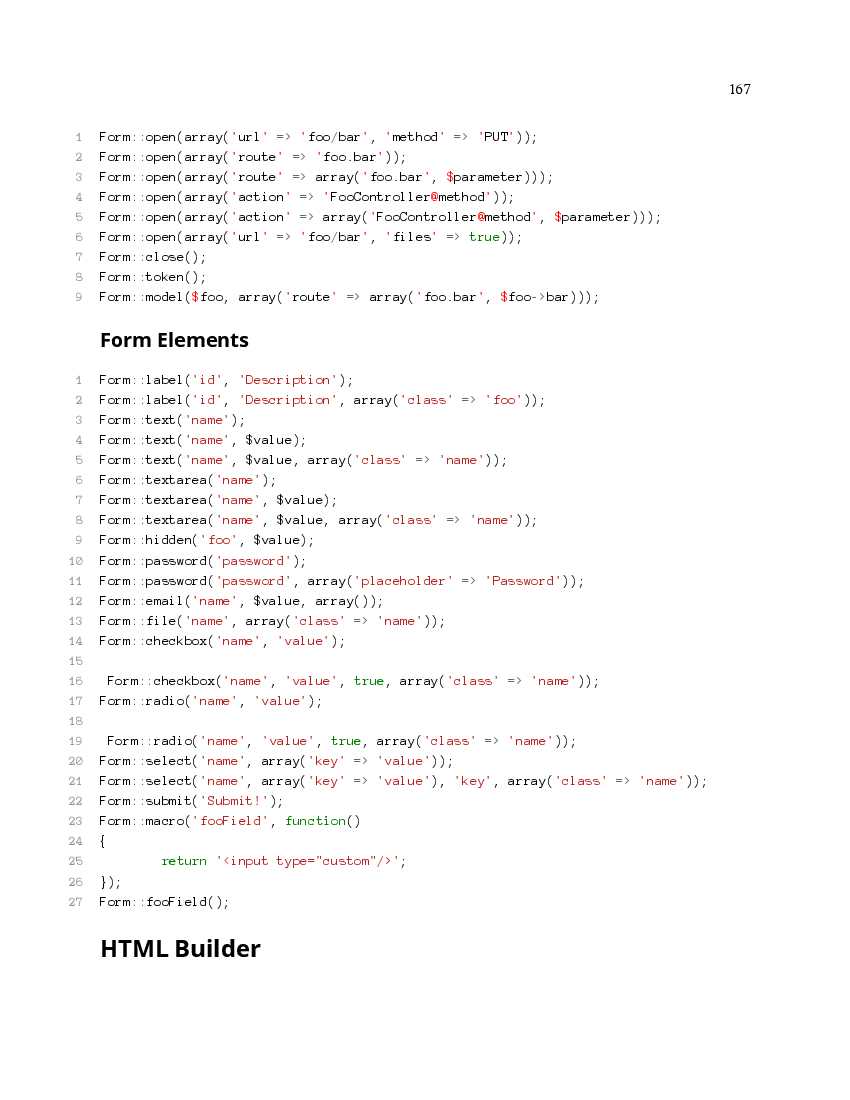 167
1 Form::open(array('url' => 'foo/bar', 'method' => 'PUT'));
2 Form::open(array('route' => 'foo.bar'));
3 Form::open(array('route' => array('foo.bar', $parameter)));
4 Form::open(array('action' => 'FooController@method'));
5 Form::open(array('action' => array('FooController@method', $parameter)));
6 Form::open(array('url' => 'foo/bar', 'files' => true));
7 Form::close();
8 Form::token();
9 Form::model($foo, array('route' => array('foo.bar', $foo->bar)));
Form Elements
1 Form::label('id', 'Description');
2 Form::label('id', 'Description', array('class' => 'foo'));
3 Form::text('name');
4 Form::text('name', $value);
5 Form::text('name', $value, array('class' => 'name'));
6 Form::textarea('name');
7 Form::textarea('name', $value);
8 Form::textarea('name', $value, array('class' => 'name'));
9 Form::hidden('foo', $value);
10 Form::password('password');
11 Form::password('password', array('placeholder' => 'Password'));
12 Form::email('name', $value, array());
13 Form::file('name', array('class' => 'name'));
14 Form::checkbox('name', 'value');
15
16  Form::checkbox('name', 'value', true, array('class' => 'name'));
17 Form::radio('name', 'value');
18
19  Form::radio('name', 'value', true, array('class' => 'name'));
20 Form::select('name', array('key' => 'value'));
21 Form::select('name', array('key' => 'value'), 'key', array('class' => 'name'));
22 Form::submit('Submit!');
23 Form::macro('fooField', function()
24 {
25         return '<input type="custom"/>';
26 });
27 Form::fooField();
HTML Builder